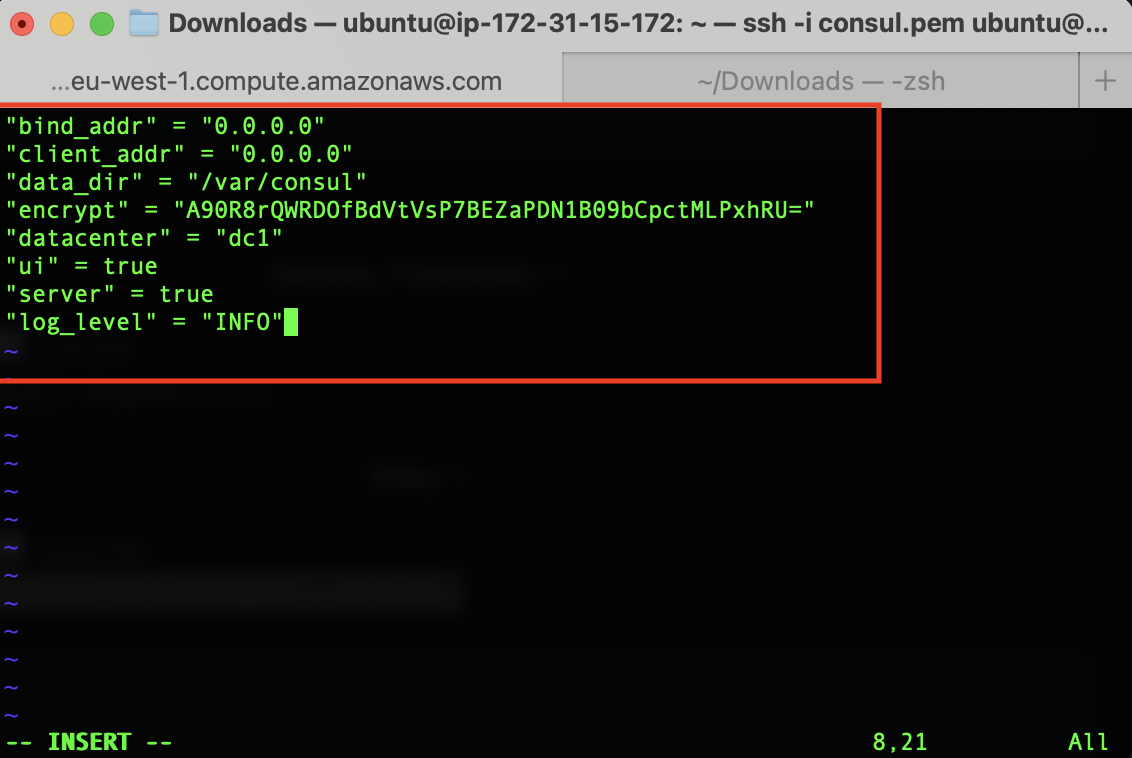 Downloads — ubuntu@ip-172-31-15-172: ~ — ssh -i consul.pem ubuntu@...
...eu-west-1.compute.amazonaws.com
~/Downloads — -zsh
+
"bind_addr" = "0.0.0.0"
"client_addr" = "0.0.0.0"
"data_dir" = "/var/consul"
"encrypt" = "A90R8rQWRDOfBdVtVsP7BEZaPDN1B09bCpctMLPxhRU="
"datacenter" = "dc1"
"ui" = true
"server" = true
"log_level" = "INFO"
~
~
~
~
~
~
~
~
~
~
~
~
~
~
-- INSERT -- 8,21 All